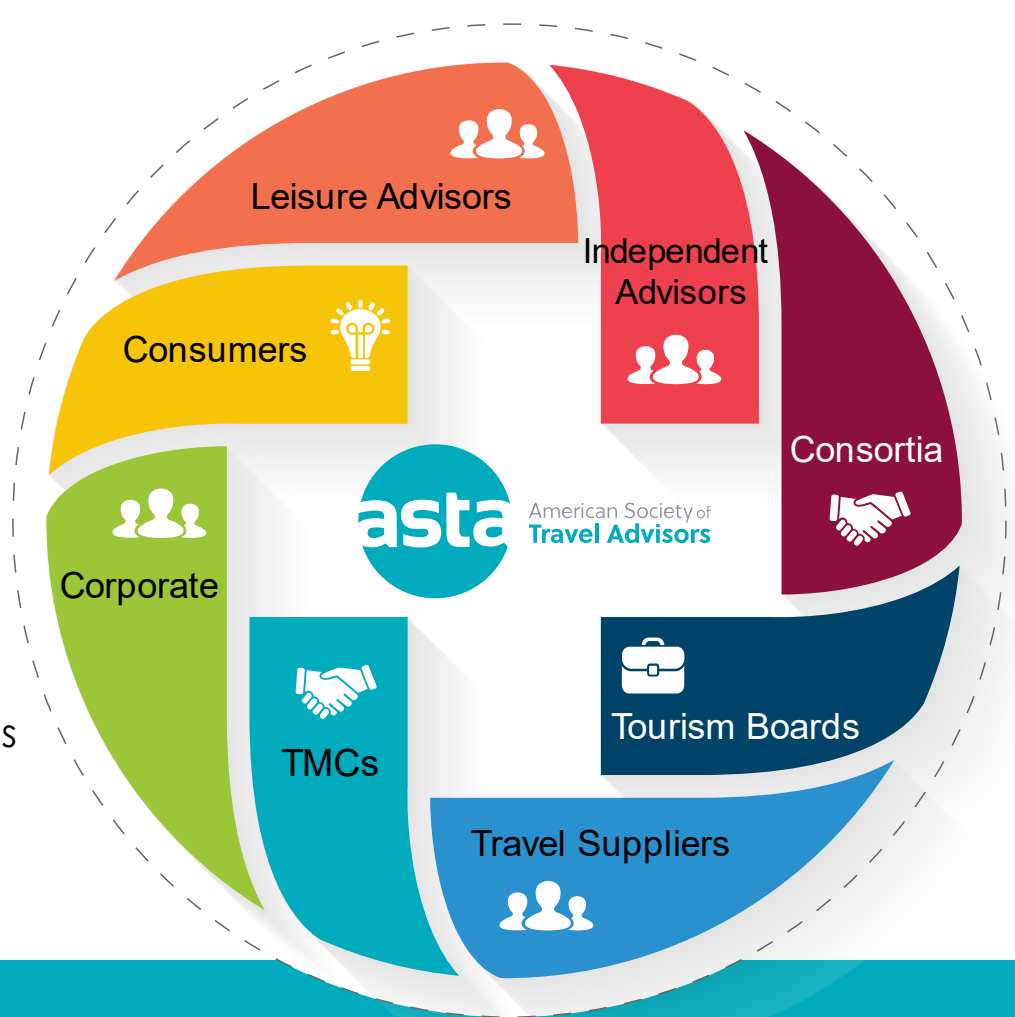 Leisure Advisors
Independent
Advisors
Consumers
Consortia
asta American Society of
Travel Advisors
Corporate
s
Tourism Boards
TMCs
Travel Suppliers